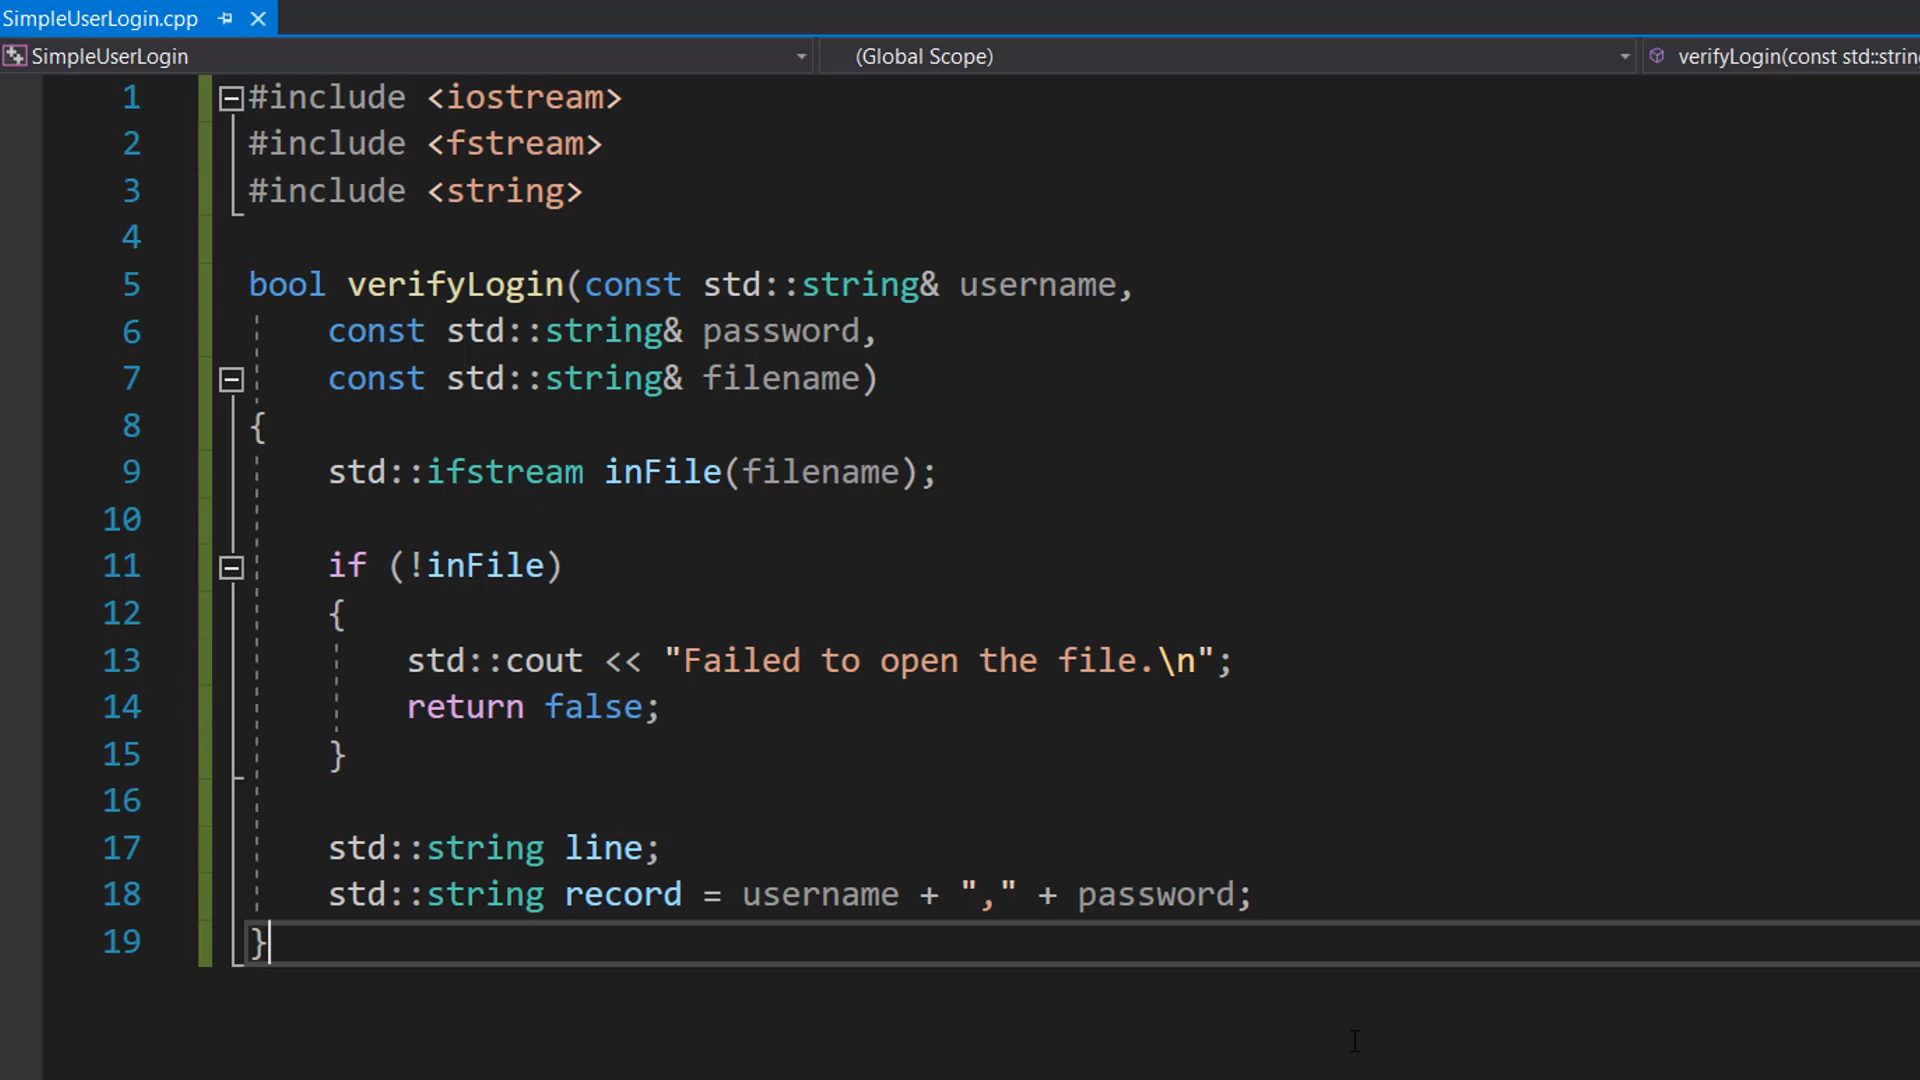 SimpleUserLogin.cpp
SimpleUserLogin (Global Scope) verifyLogin(const std::string
1 #include <iostream>
2 #include <fstream>
3 #include <string>
4
5 bool verifyLogin(const std::string& username,
6 const std::string& password,
7 const std::string& filename)
8 {
9 std::ifstream inFile(filename);
10
11 if (!inFile)
12 {
13 std::cout << "Failed to open the file.\n";
14 return false;
15 }
16
17 std::string line;
18 std::string record = username + "," + password;
19 }